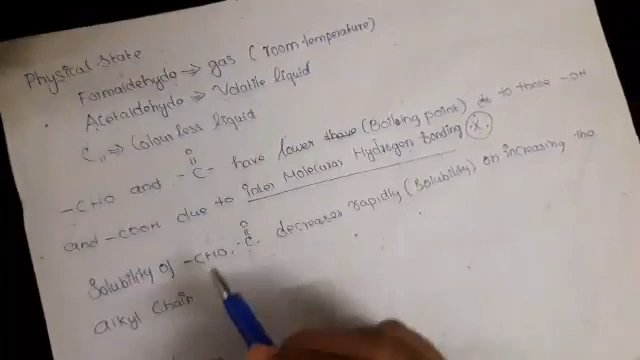 Physical State
Formaldehyde ⇒ gas (room-temperature)
Acetaldehyde ⇒ Volatile liquid
C11 ⇒ Colourless liquid
-CHO and -C(=O)- have lower (Boiling point) to those -OH
and -COOH due to inter Molecular Hydrogen Bonding (X)
Solubility of -CHO, -C(=O)- decreases rapidly (Solubility) on increasing the
alkyl chain